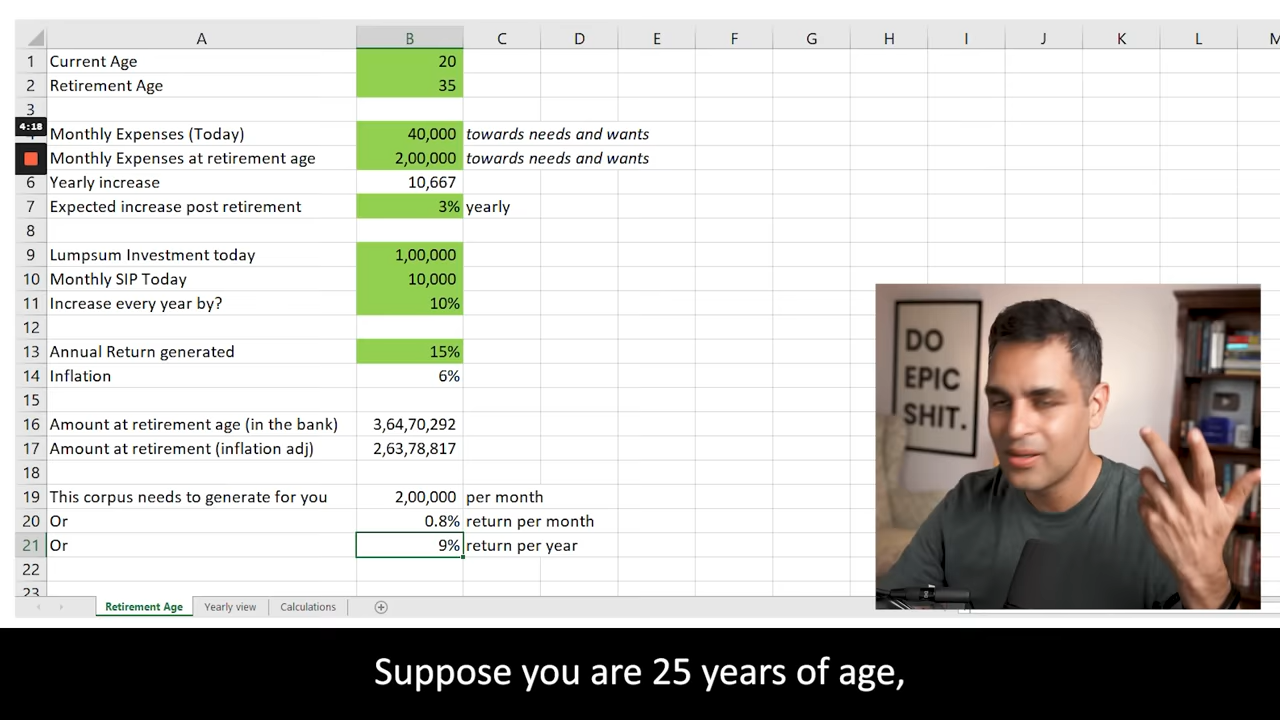 A B C D E F G H I J K L M
1 Current Age 20
2 Retirement Age 35
3
4:18
Monthly Expenses (Today) 40,000 towards needs and wants
Monthly Expenses at retirement age 2,00,000 towards needs and wants
6 Yearly increase 10,667
7 Expected increase post retirement 3% yearly
8
9 Lumpsum Investment today 1,00,000
10 Monthly SIP Today 10,000
11 Increase every year by? 10%
12
13 Annual Return generated 15%
14 Inflation 6%
15
16 Amount at retirement age (in the bank) 3,64,70,292
17 Amount at retirement (inflation adj) 2,63,78,817
18
19 This corpus needs to generate for you 2,00,000 per month
20 Or 0.8% return per month
21 Or 9% return per year
22
23
DO
EPIC
SHIT.
Retirement Age Yearly view Calculations
Suppose you are 25 years of age,